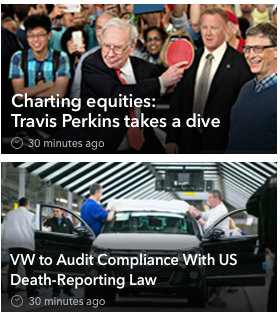 Charting equities:
Travis Perkins takes a dive
30 minutes ago
VW to Audit Compliance With US
Death-Reporting Law
30 minutes ago